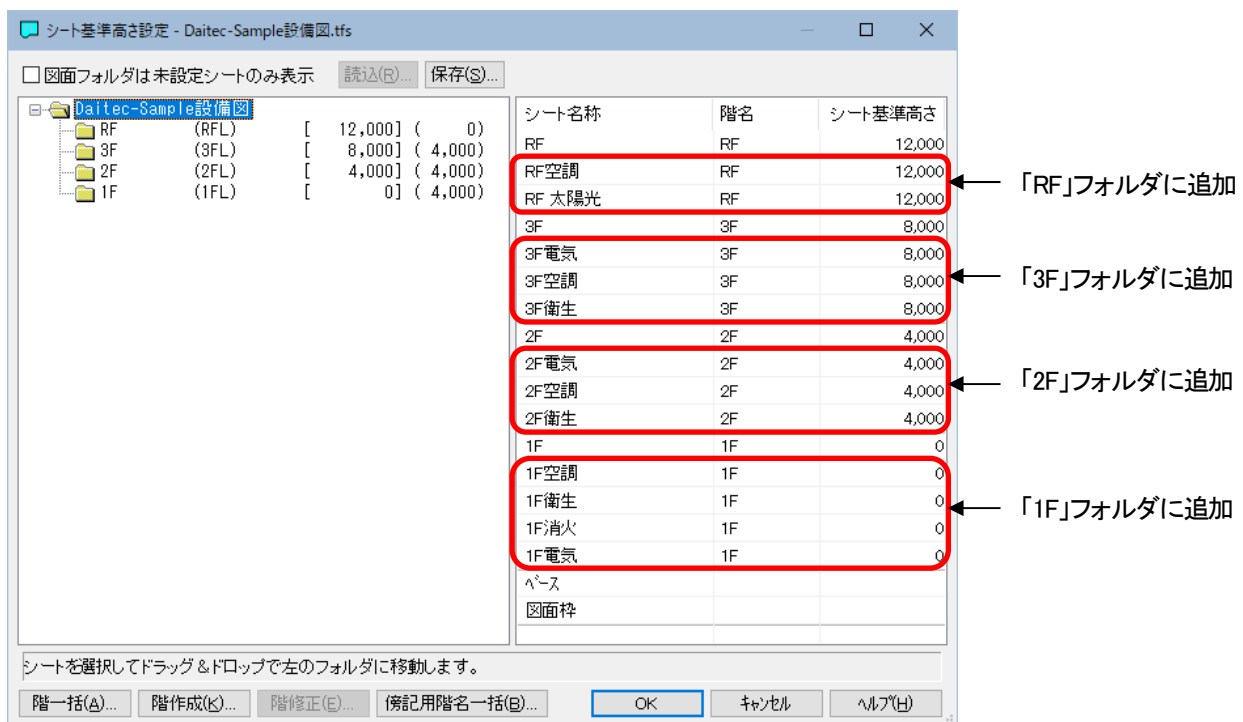 シート基準高さ設定 - Daitec-Sample設備図.tfs
図面フォルダは未設定シートのみ表示 読込(R)... 保存(S)...
Daitec-Sample設備図
RF (RFL) [ 12,000] ( 0)
3F (3FL) [ 8,000] ( 4,000)
2F (2FL) [ 4,000] ( 4,000)
1F (1FL) [ 0] ( 4,000)
シート名称 階名 シート基準高さ
RF RF 12,000
RF空調 RF 12,000
RF 太陽光 RF 12,000
3F 3F 8,000
3F電気 3F 8,000
3F空調 3F 8,000
3F衛生 3F 8,000
2F 2F 4,000
2F電気 2F 4,000
2F空調 2F 4,000
2F衛生 2F 4,000
1F 1F 0
1F空調 1F 0
1F衛生 1F 0
1F消火 1F 0
1F電気 1F 0
ﾍﾞｰｽ
図面枠
「RF」フォルダに追加
「3F」フォルダに追加
「2F」フォルダに追加
「1F」フォルダに追加
シートを選択してドラッグ＆ドロップで左のフォルダに移動します。
階一括(A)... 階作成(K)... 階修正(E)... 傍記用階名一括(B)... OK ｷｬﾝｾﾙ ﾍﾙﾌﾟ(H)